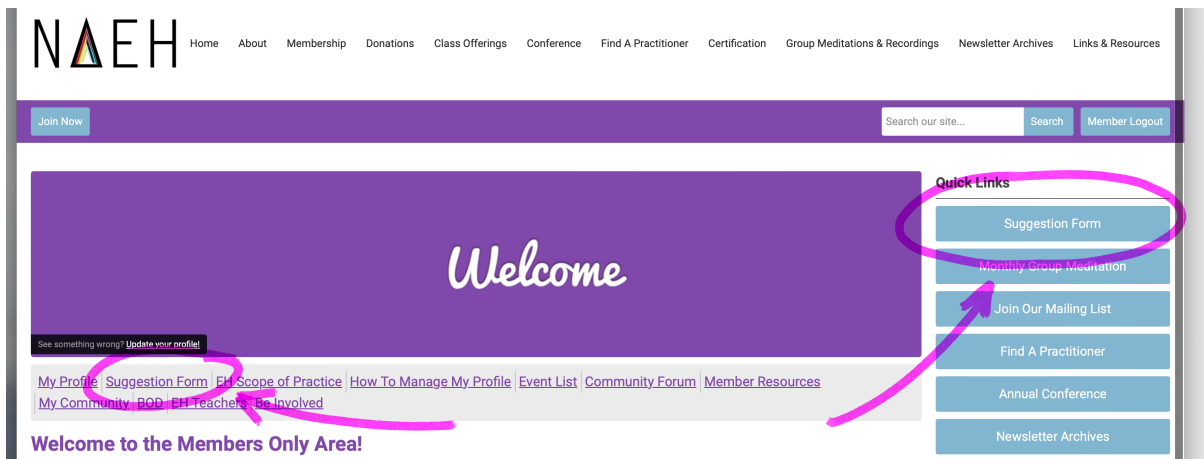 NAEH
Home About Membership Donations Class Offerings Conference Find A Practitioner Certification Group Meditations & Recordings Newsletter Archives Links & Resources
Join Now Search our site... Search Member Logout
Welcome
See something wrong? Update your profile!
My Profile Suggestion Form EH Scope of Practice How To Manage My Profile Event List Community Forum Member Resources
My Community BOD EH Teachers Be Involved
Welcome to the Members Only Area!
Quick Links
Suggestion Form
Monthly Group Meditation
Join Our Mailing List
Find A Practitioner
Annual Conference
Newsletter Archives